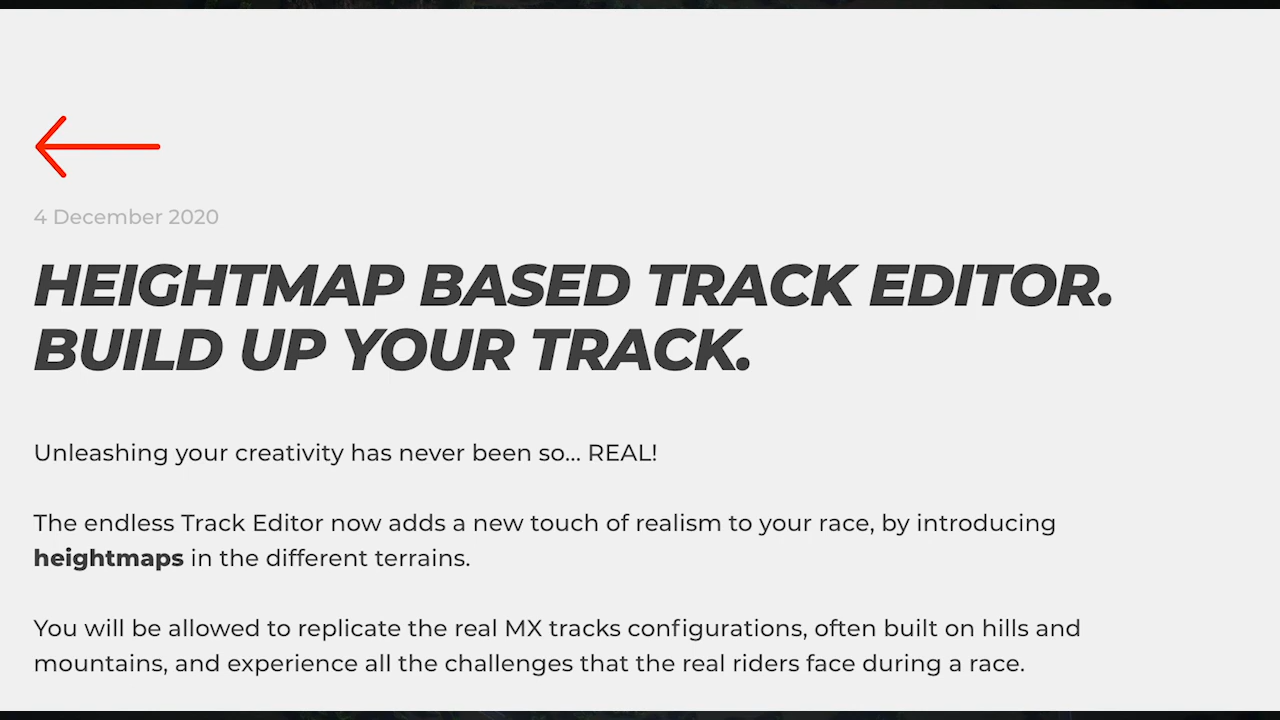 4 December 2020
HEIGHTMAP BASED TRACK EDITOR.
BUILD UP YOUR TRACK.
Unleashing your creativity has never been so... REAL!
The endless Track Editor now adds a new touch of realism to your race, by introducing
heightmaps in the different terrains.
You will be allowed to replicate the real MX tracks configurations, often built on hills and
mountains, and experience all the challenges that the real riders face during a race.